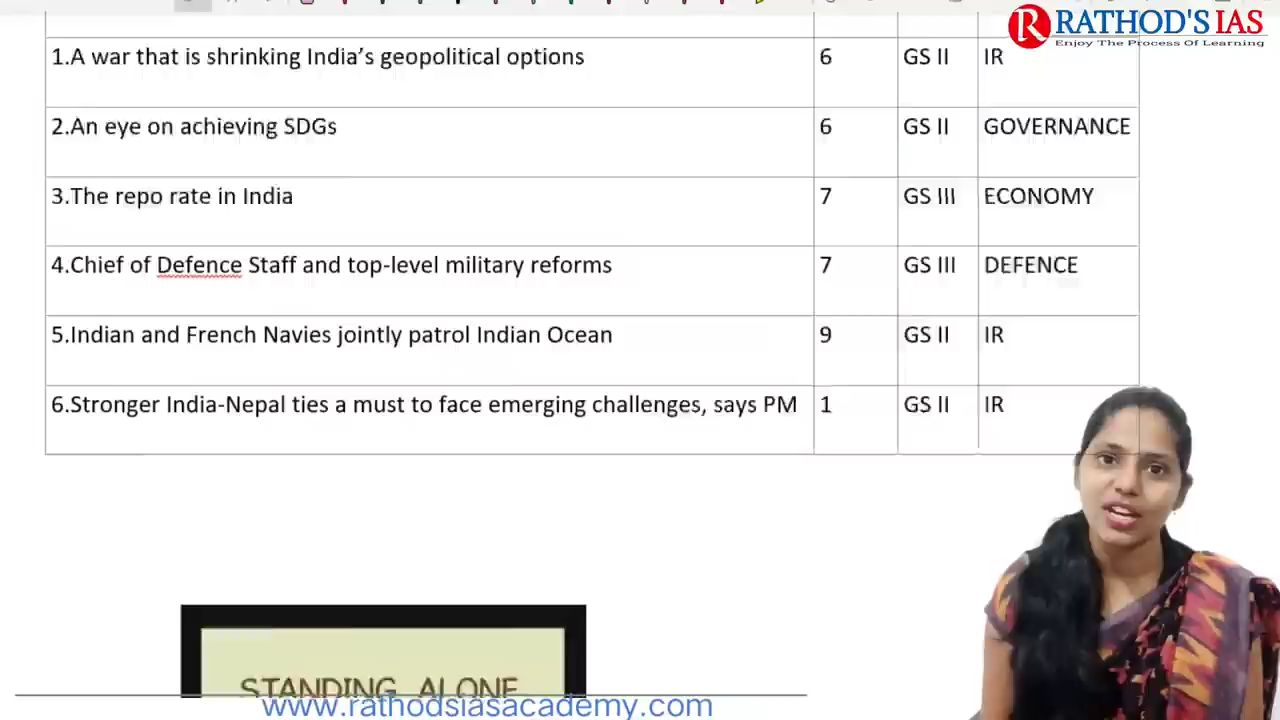 RATHOD'S IAS
Enjoy The Process Of Learning
1.A war that is shrinking India’s geopolitical options 6 GS II IR
2.An eye on achieving SDGs 6 GS II GOVERNANCE
3.The repo rate in India 7 GS III ECONOMY
4.Chief of Defence Staff and top-level military reforms 7 GS III DEFENCE
5.Indian and French Navies jointly patrol Indian Ocean 9 GS II IR
6.Stronger India-Nepal ties a must to face emerging challenges, says PM 1 GS II IR
STANDING ALONE
www.rathodsiasacademy.com